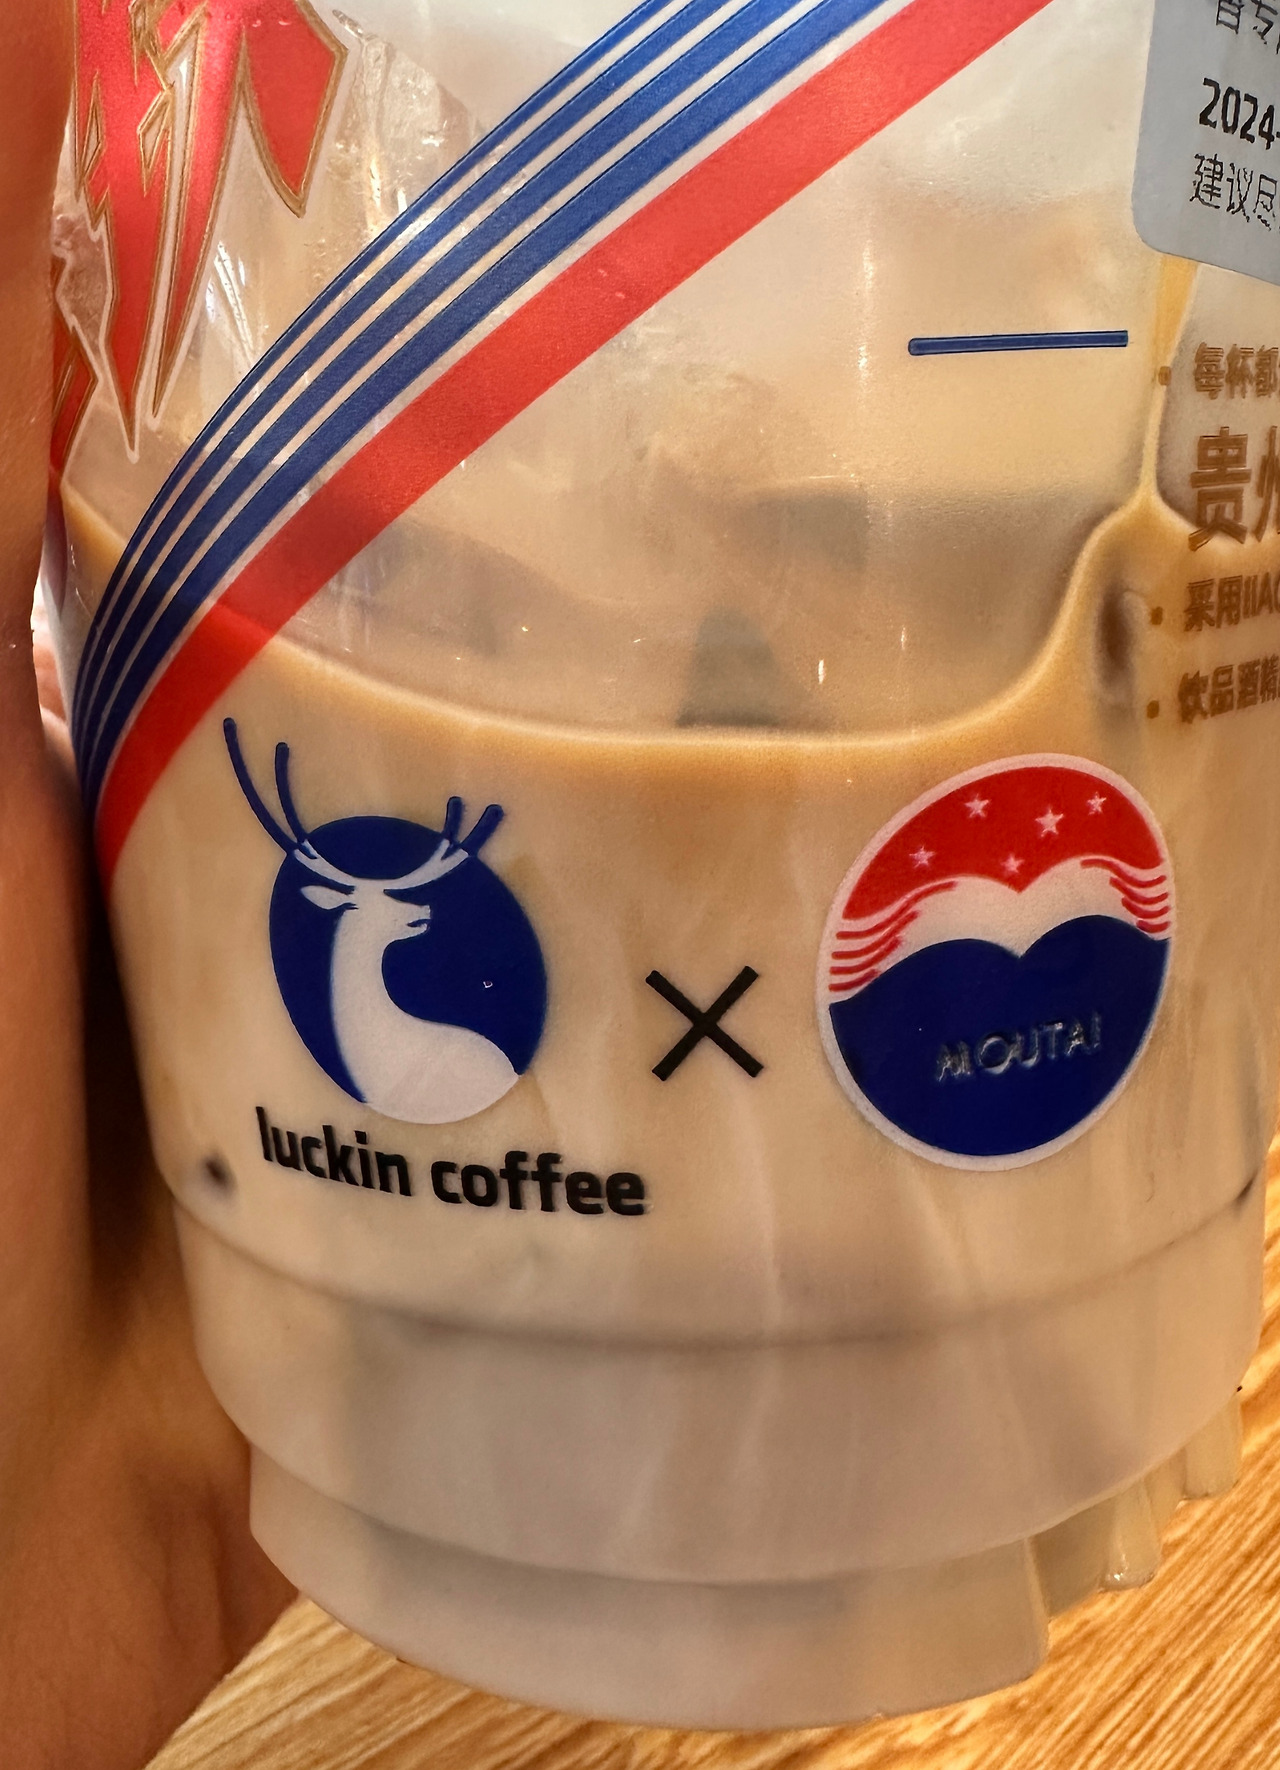 2024-
建议尽
每杯都
贵州
采用IIAC
饮品酒精
luckin coffee
×
MOUTAI